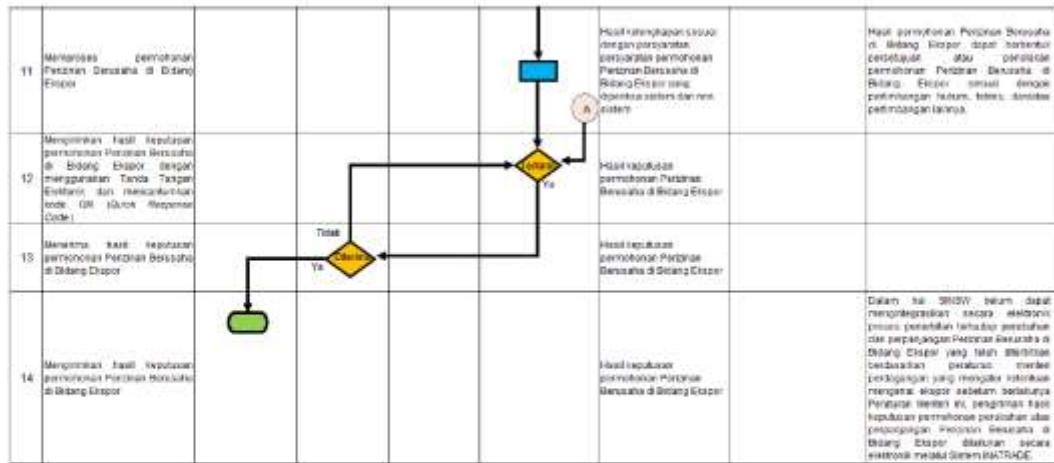 11
Memproses permohonan
Perizinan Berusaha di Bidang
Ekspor
Hasil kelengkapan sesuai
dengan persyaratan
persyaratan permohonan
Perizinan Berusaha di
Bidang Ekspor yang
diperiksa sistem dan non
sistem
Hasil permohonan Perizinan Berusaha
di Bidang Ekspor dapat berbentuk
persetujuan atau penolakan
permohonan Perizinan Berusaha di
Bidang Ekspor sesuai dengan
pertimbangan hukum, teknis, dan/atau
pertimbangan lainnya.
A
12
Mengirimkan hasil keputusan
permohonan Perizinan Berusaha
di Bidang Ekspor dengan
menggunakan Tanda Tangan
Elektronik dan mencantumkan
kode QR (Quick Response
Code)
Ya
Hasil keputusan
permohonan Perizinan
Berusaha di Bidang Ekspor
13
Menerima hasil keputusan
permohonan Perizinan Berusaha
di Bidang Ekspor
Tidak
Ya
Diterima
Hasil keputusan
permohonan Perizinan
Berusaha di Bidang Ekspor
14
Mengirimkan hasil keputusan
permohonan Perizinan Berusaha
di Bidang Ekspor
Hasil keputusan
permohonan Perizinan
Berusaha di Bidang Ekspor
Dalam hal SINSW belum dapat
mengintegrasikan secara elektronik
proses penerbitan terhadap perubahan
dan perpanjangan Perizinan Berusaha di
Bidang Ekspor yang telah diterbitkan
berdasarkan peraturan menteri
perdagangan yang mengatur ketentuan
mengenai ekspor sebelum berlakunya
Peraturan Menteri ini, pengiriman hasil
keputusan permohonan perubahan atau
perpanjangan Perizinan Berusaha di
Bidang Ekspor dilakukan secara
elektronik melalui Sistem INATRADE.